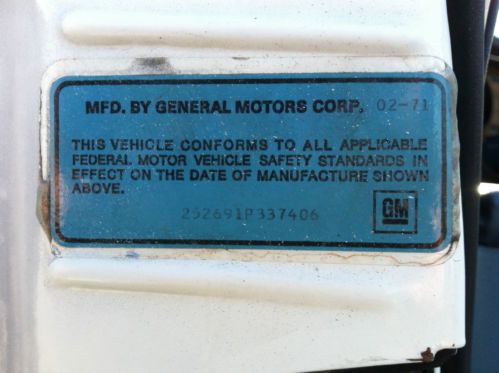 MFD. BY GENERAL MOTORS CORP. 02-71
THIS VEHICLE CONFORMS TO ALL APPLICABLE
FEDERAL MOTOR VEHICLE SAFETY STANDARDS IN
EFFECT ON THE DATE OF MANUFACTURE SHOWN
ABOVE.
252691P337406
GM